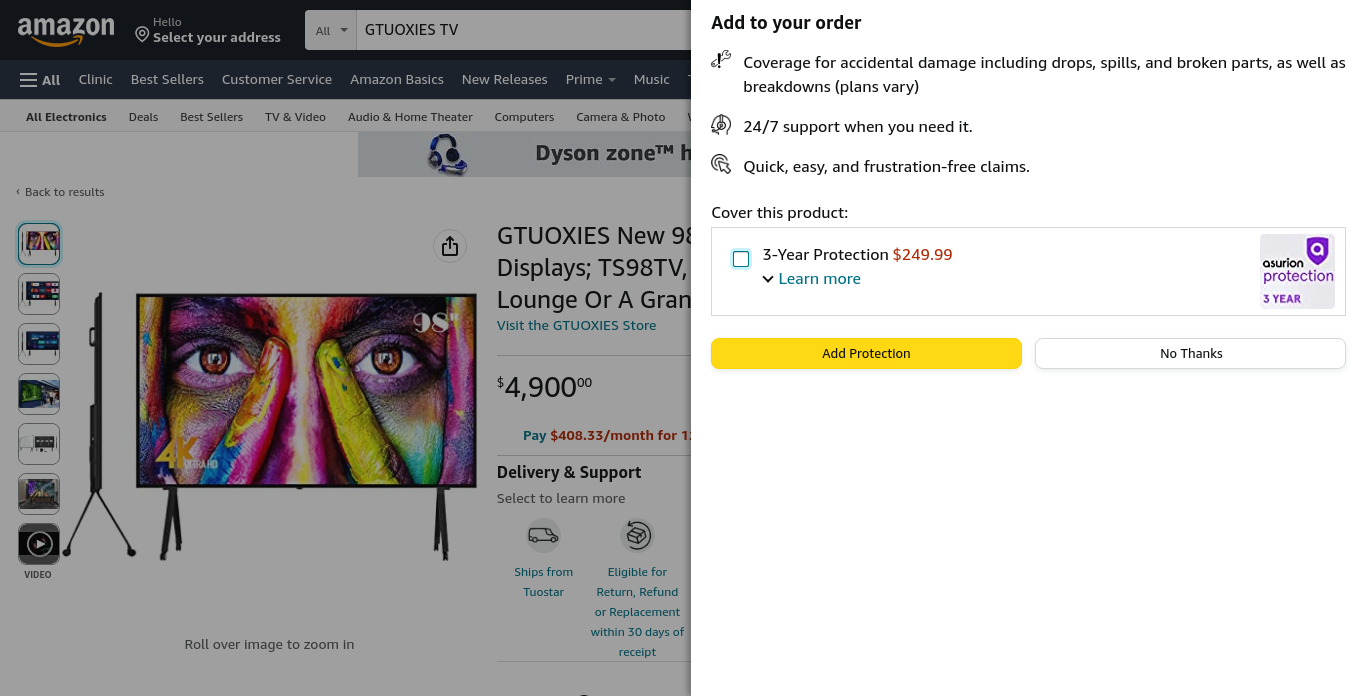 amazon
Hello
Select your address
All
GTUOXIES TV
All
Clinic
Best Sellers
Customer Service
Amazon Basics
New Releases
Prime
Music
All Electronics
Deals
Best Sellers
TV & Video
Audio & Home Theater
Computers
Camera & Photo
Dyson zone™ h
‹ Back to results
GTUOXIES New 98
Displays; TS98TV,
Lounge Or A Gran
Visit the GTUOXIES Store
98"
4K
ULTRA HD
$4,90000
Pay $408.33/month for 12
Delivery & Support
Select to learn more
Ships from
Tuostar
Eligible for
Return, Refund
or Replacement
within 30 days of
receipt
VIDEO
Roll over image to zoom in
Add to your order
Coverage for accidental damage including drops, spills, and broken parts, as well as
breakdowns (plans vary)
24/7 support when you need it.
Quick, easy, and frustration-free claims.
Cover this product:
3-Year Protection $249.99
Learn more
asurion
protection
3 YEAR
Add Protection
No Thanks